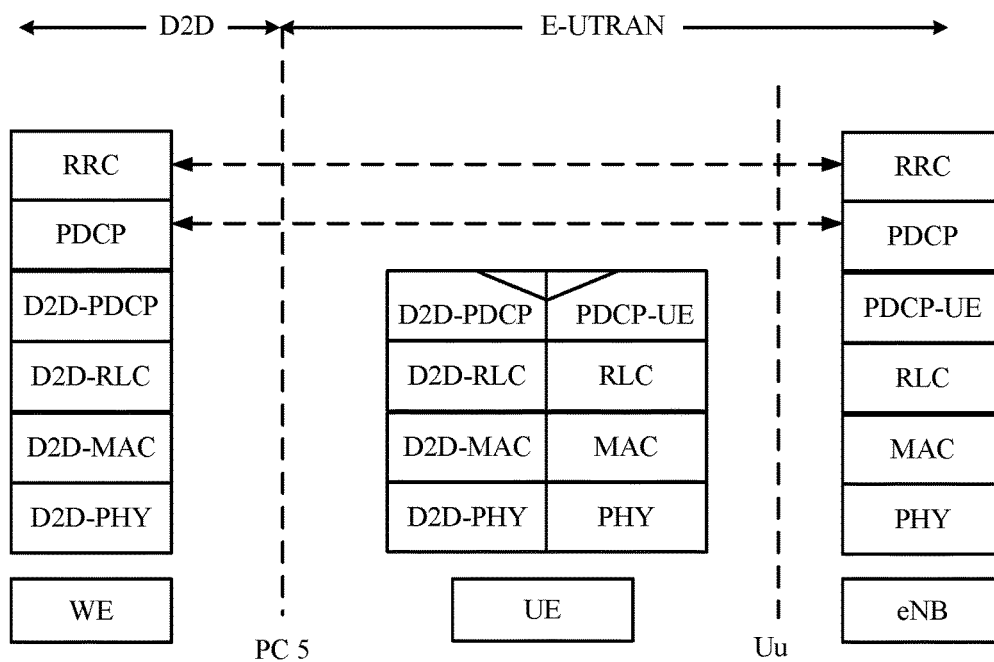 D2D E-UTRAN
RRC RRC
PDCP PDCP
D2D-PDCP D2D-PDCP PDCP-UE PDCP-UE
D2D-RLC D2D-RLC RLC RLC
D2D-MAC D2D-MAC MAC MAC
D2D-PHY D2D-PHY PHY PHY
WE UE eNB
PC 5 Uu